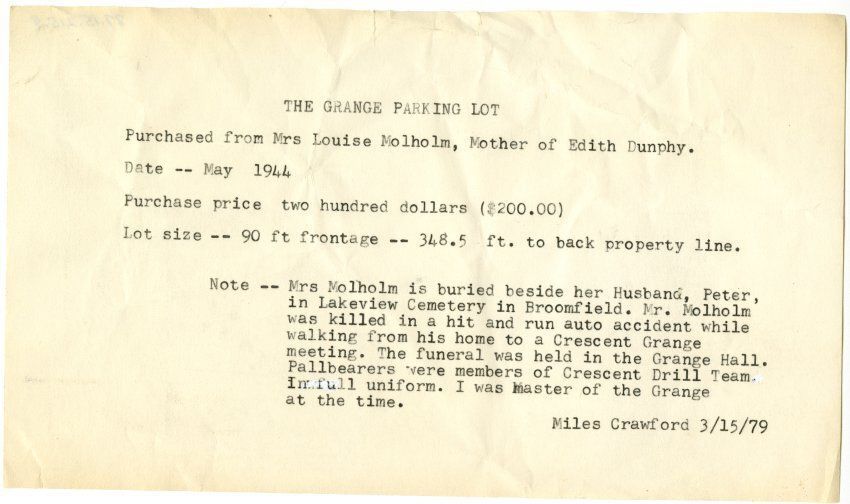 THE GRANGE PARKING LOT
Purchased from Mrs Louise Molholm, Mother of Edith Dunphy.
Date -- May 1944
Purchase price two hundred dollars ($200.00)
Lot size -- 90 ft frontage -- 348.5 ft. to back property line.
Note -- Mrs Molholm is buried beside her Husband, Peter,
in Lakeview Cemetery in Broomfield. Mr. Molholm
was killed in a hit and run auto accident while
walking from his home to a Crescent Grange
meeting. The funeral was held in the Grange Hall.
Pallbearers were members of Crescent Drill Team.
In full uniform. I was Master of the Grange
at the time.
Miles Crawford 3/15/79